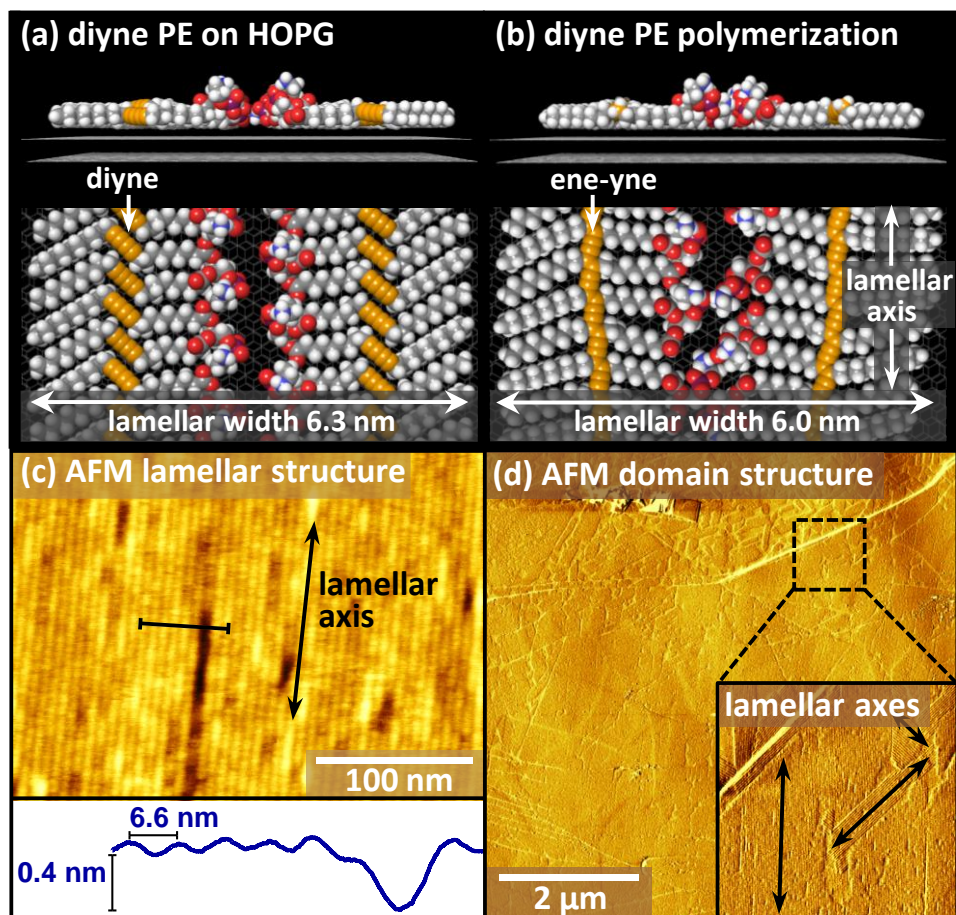 (a) diyne PE on HOPG
diyne
lamellar width 6.3 nm
(b) diyne PE polymerization
ene-yne
lamellar
axis
lamellar width 6.0 nm
(c) AFM lamellar structure
lamellar
axis
100 nm
6.6 nm
0.4 nm
(d) AFM domain structure
lamellar axes
2 µm